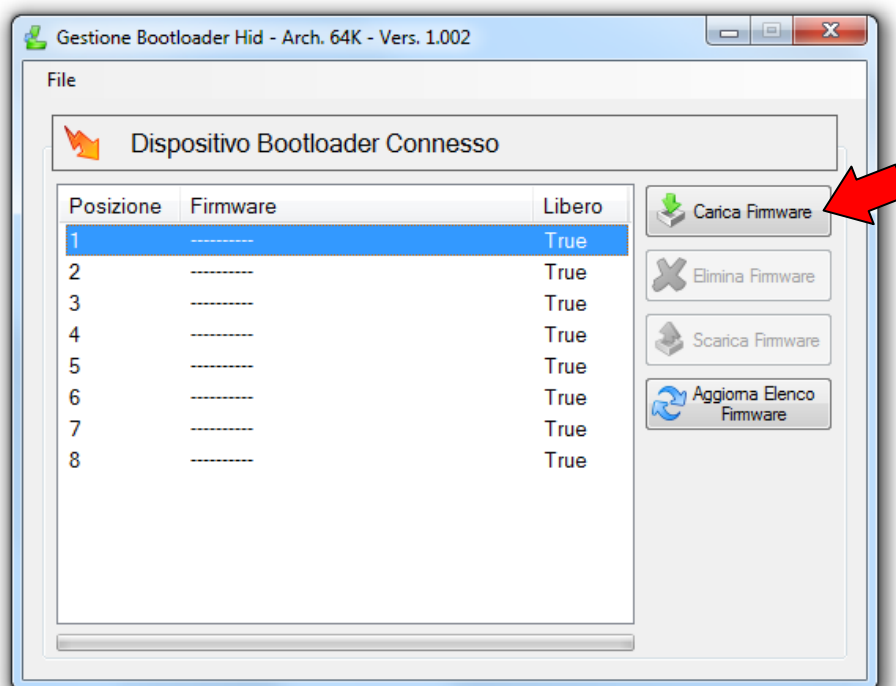 Gestione Bootloader Hid - Arch. 64K - Vers. 1.002
File
Dispositivo Bootloader Connesso
Posizione Firmware Libero
1 ---------- True
2 ---------- True
3 ---------- True
4 ---------- True
5 ---------- True
6 ---------- True
7 ---------- True
8 ---------- True
Carica Firmware
Elimina Firmware
Scarica Firmware
Aggiorna Elenco
Firmware